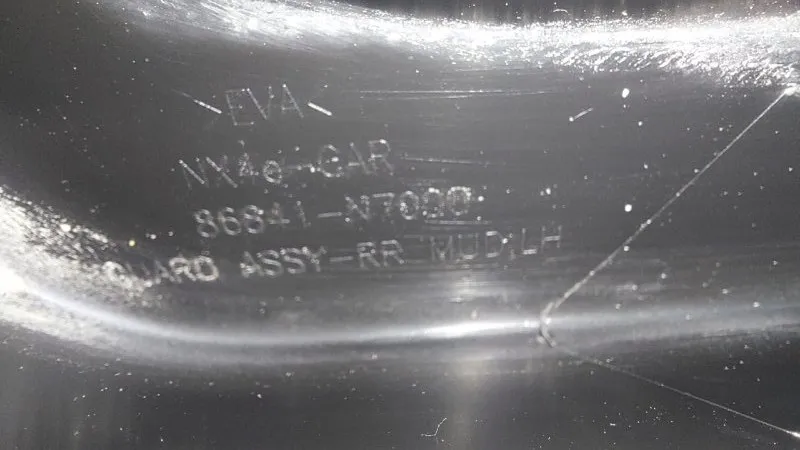 >EVA<
NX4e-CAR
86841-N7000
GUARD ASSY-RR MUD,LH